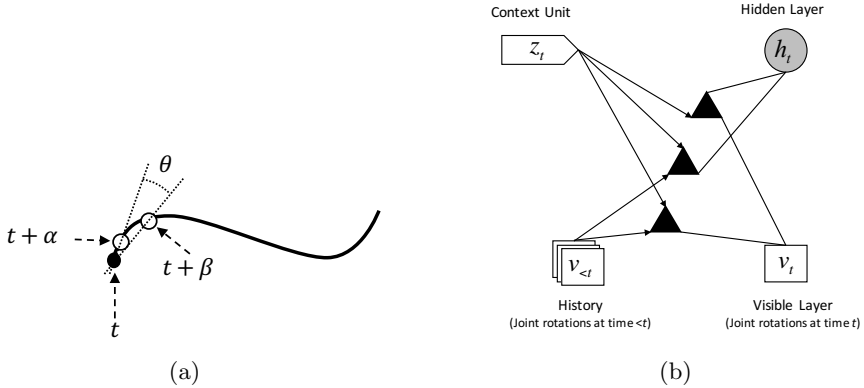 θ
t + α
t + β
t
(a)
Context Unit
z_t
Hidden Layer
h_t
v_{<t}
v_t
History
(Joint rotations at time <t)
Visible Layer
(Joint rotations at time t)
(b)